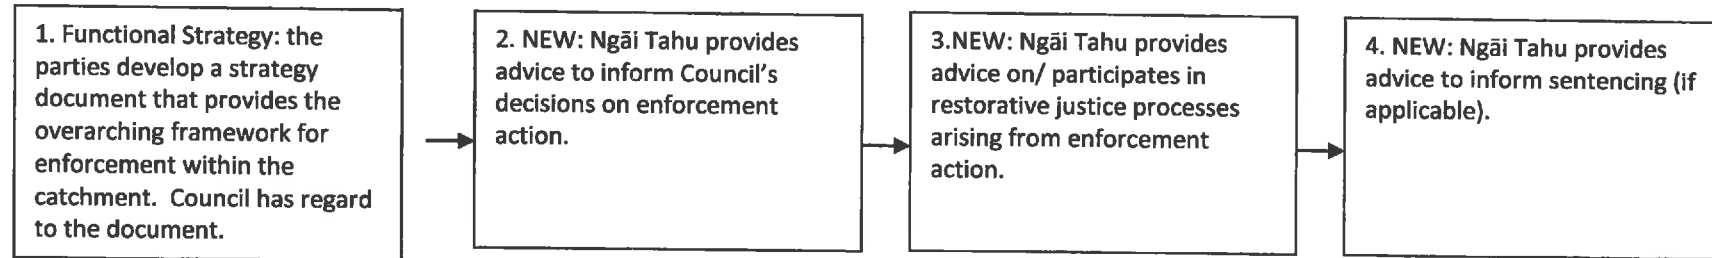 1. Functional Strategy: the
parties develop a strategy
document that provides the
overarching framework for
enforcement within the
catchment.  Council has regard
to the document.
2. NEW: Ngāi Tahu provides
advice to inform Council's
decisions on enforcement
action.
3.NEW: Ngāi Tahu provides
advice on/ participates in
restorative justice processes
arising from enforcement
action.
4. NEW: Ngāi Tahu provides
advice to inform sentencing (if
applicable).